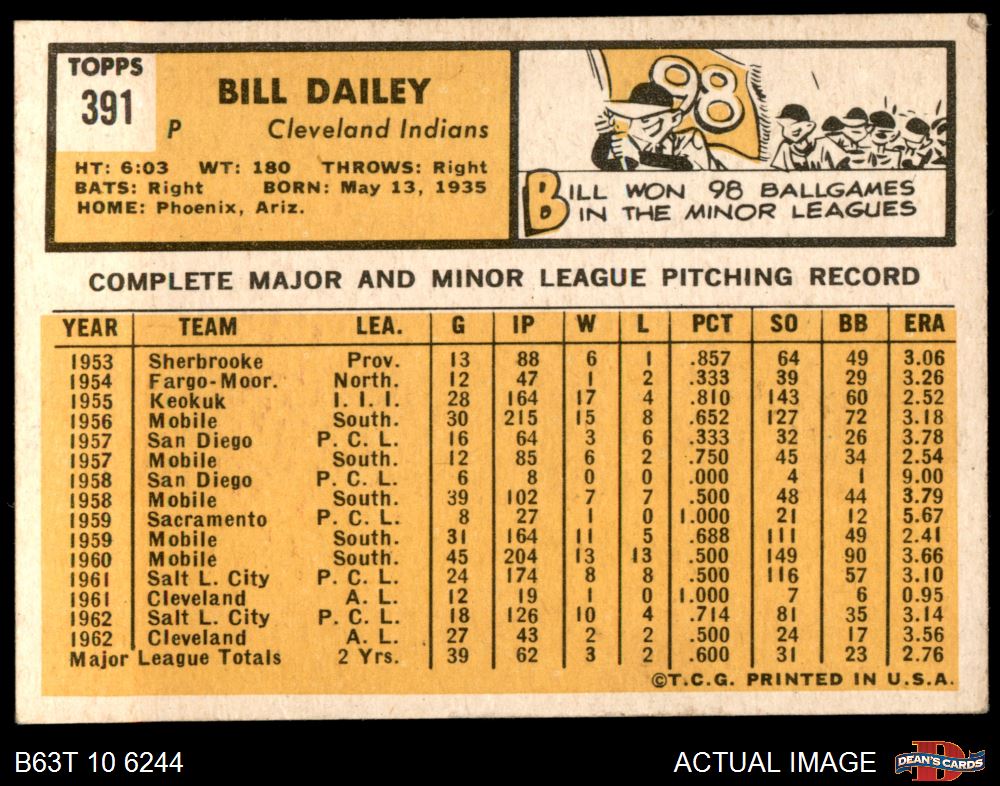 TOPPS
391
BILL DAILEY
P Cleveland Indians
HT: 6:03 WT: 180 THROWS: Right
BATS: Right BORN: May 13, 1935
HOME: Phoenix, Ariz.
98
BILL WON 98 BALLGAMES
IN THE MINOR LEAGUES
COMPLETE MAJOR AND MINOR LEAGUE PITCHING RECORD
YEAR TEAM LEA. G IP W L PCT SO BB ERA
1953 Sherbrooke Prov. 13 88 6 1 .857 64 49 3.06
1954 Fargo-Moor. North. 12 47 1 2 .333 39 29 3.26
1955 Keokuk I. I. I. 28 164 17 4 .810 143 60 2.52
1956 Mobile South. 30 215 15 8 .652 127 72 3.18
1957 San Diego P. C. L. 16 64 3 6 .333 32 26 3.78
1957 Mobile South. 12 85 6 2 .750 45 34 2.54
1958 San Diego P. C. L. 6 8 0 0 .000 4 1 9.00
1958 Mobile South. 39 102 7 7 .500 48 44 3.79
1959 Sacramento P. C. L. 8 27 1 0 1.000 21 12 5.67
1959 Mobile South. 31 164 11 5 .688 111 49 2.41
1960 Mobile South. 45 204 13 13 .500 149 90 3.66
1961 Salt L. City P. C. L. 24 174 8 8 .500 116 57 3.10
1961 Cleveland A. L. 12 19 1 0 1.000 7 6 0.95
1962 Salt L. City P. C. L. 18 126 10 4 .714 81 35 3.14
1962 Cleveland A. L. 27 43 2 2 .500 24 17 3.56
Major League Totals 2 Yrs. 39 62 3 2 .600 31 23 2.76
©T.C.G. PRINTED IN U.S.A.
B63T 10 6244 ACTUAL IMAGE DEAN'S CARDS